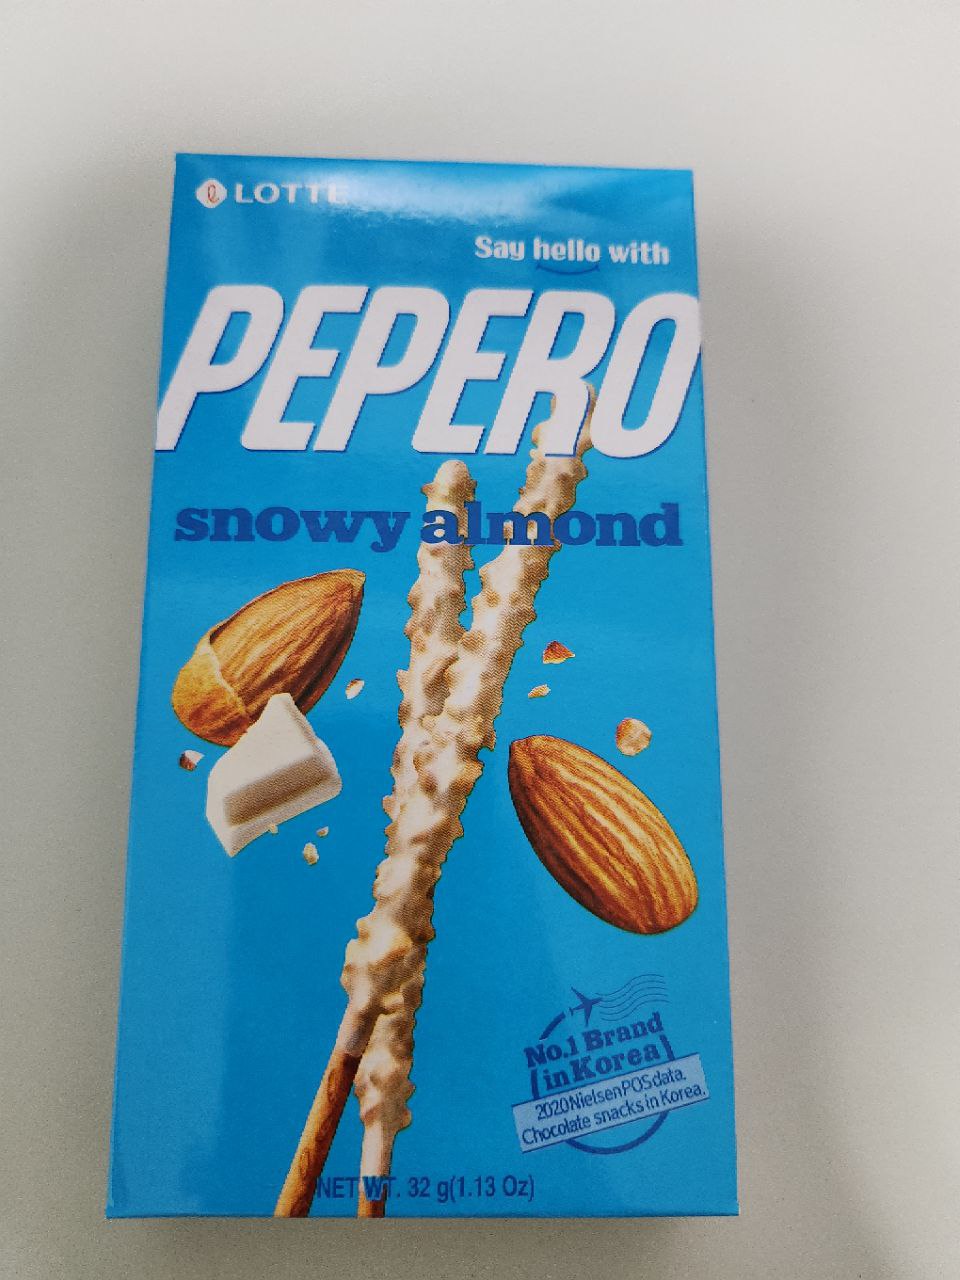 LOTTE
Say hello with
PEPERO
snowy almond
No.1 Brand
in Korea
2020 Nielsen POS data.
Chocolate snacks in Korea.
NET WT. 32 g(1.13 Oz)